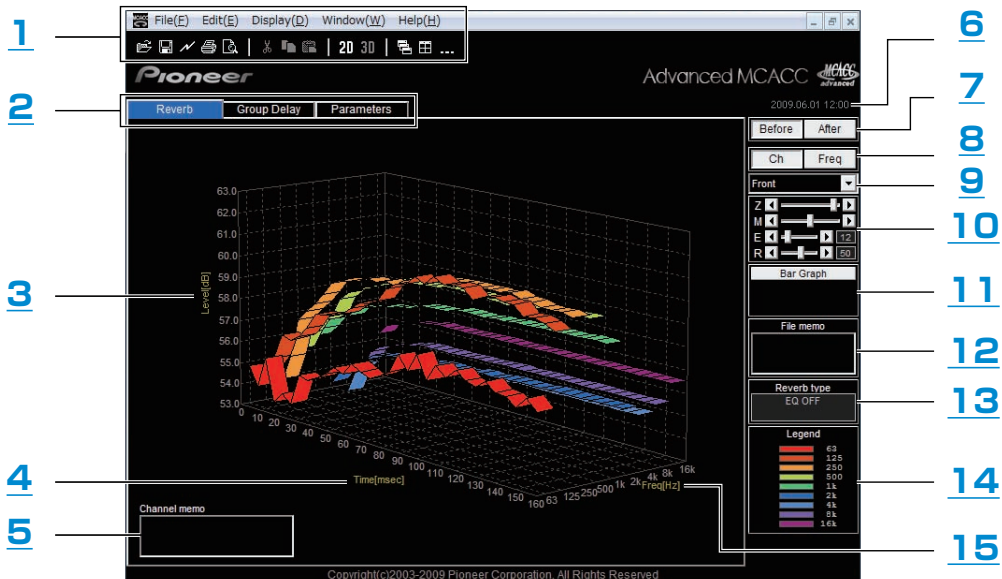 File(F) Edit(E) Display(D) Window(W) Help(H)
2D 3D
Pioneer
Advanced MCACC
MCACC
advanced
2009.06.01 12:00
Reverb Group Delay Parameters
Before After
Ch Freq
Front
Z
M
E 12
R 50
Bar Graph
File memo
Reverb type
EQ OFF
Legend
63
125
250
500
1k
2k
4k
8k
16k
Level[dB]
63.0
62.0
61.0
60.0
59.0
58.0
57.0
56.0
55.0
54.0
53.0
0 10 20 30 40 50 60 70 80 90 100 110 120 130 140 150 160
Time[msec]
63 125 250 500 1k 2k 4k 8k 16k
Freq[Hz]
Channel memo
Copyright(c)2003-2009 Pioneer Corporation. All Rights Reserved
1
2
3
4
5
6
7
8
9
10
11
12
13
14
15